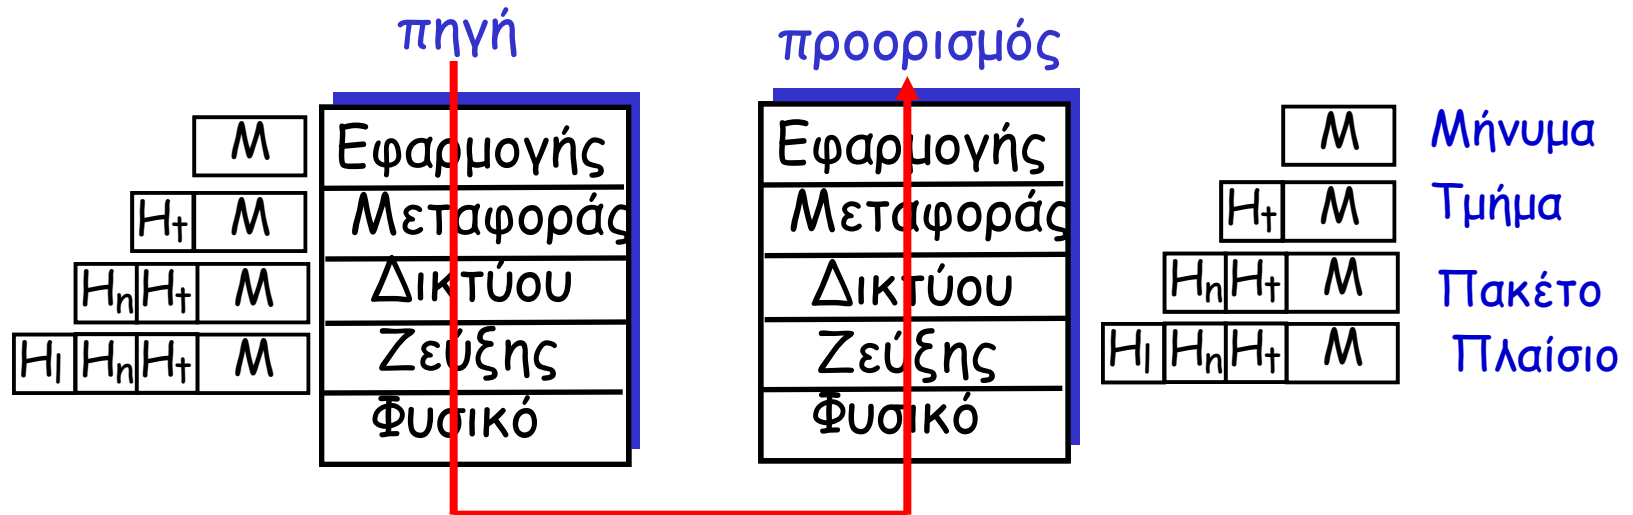 πηγή προορισμός
M Εφαρμογής Εφαρμογής M Μήνυμα
Ht M Μεταφοράς Μεταφοράς Ht M Τμήμα
Hn Ht M Δικτύου Δικτύου Hn Ht M Πακέτο
Hl Hn Ht M Ζεύξης Ζεύξης Hl Hn Ht M Πλαίσιο
Φυσικό Φυσικό